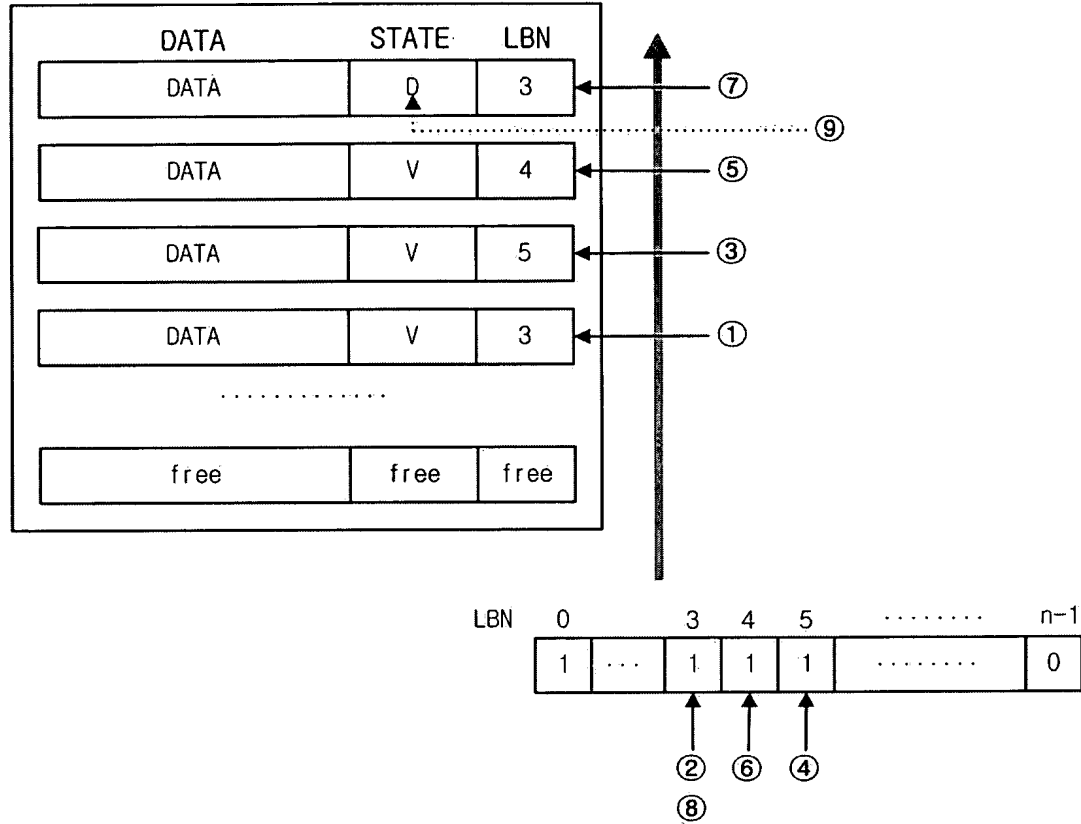 DATA STATE LBN
DATA D 3 ⑦
⑨
DATA V 4 ⑤
DATA V 5 ③
DATA V 3 ①
.............
free free free
LBN 0 3 4 5 ........ n-1
1 ... 1 1 1 ........ 0
② ⑥ ④
⑧